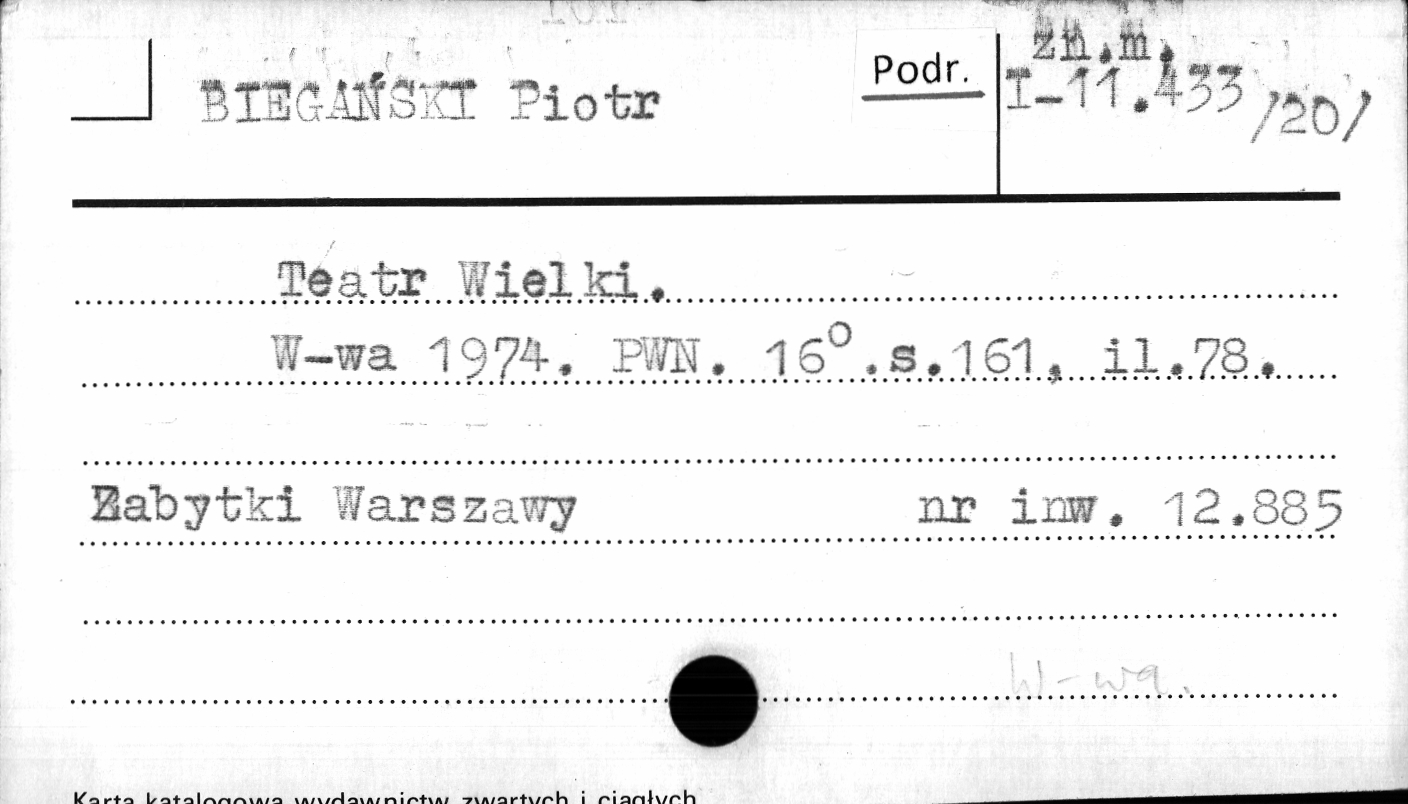 Zn.m.
BIEGAŃSKI Piotr Podr. I-11.433 /20/
Teatr Wielki.
W-wa 1974. PWN. 16º.s.161, il.78.
Zabytki Warszawy nr inw. 12.885
W-wa.
Karta katalogowa wydawnictw zwartych i ciągłych